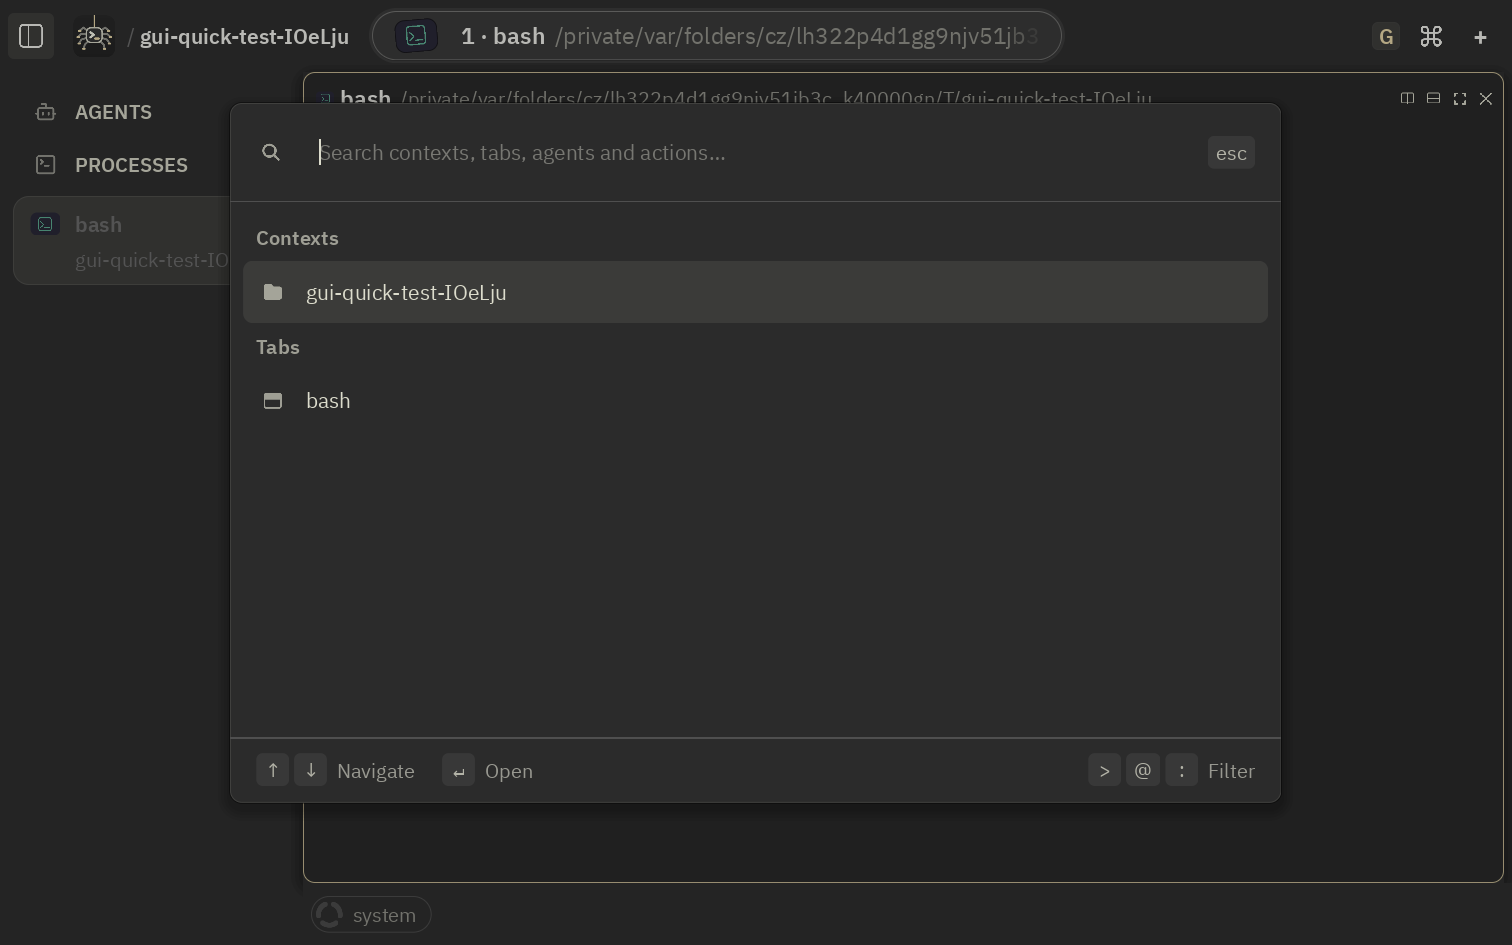 / gui-quick-test-IOeLju
1 · bash /private/var/folders/cz/lh322p4d1gg9njv51jb3
G ⌘ +
AGENTS
PROCESSES
bash
gui-quick-test-IO
bash /private/var/folders/cz/lh322p4d1gg9njv51jb3c_k40000gn/T/gui-quick-test-IOeLju
Search contexts, tabs, agents and actions...
esc
Contexts
gui-quick-test-IOeLju
Tabs
bash
↑ ↓ Navigate ↵ Open > @ : Filter
system